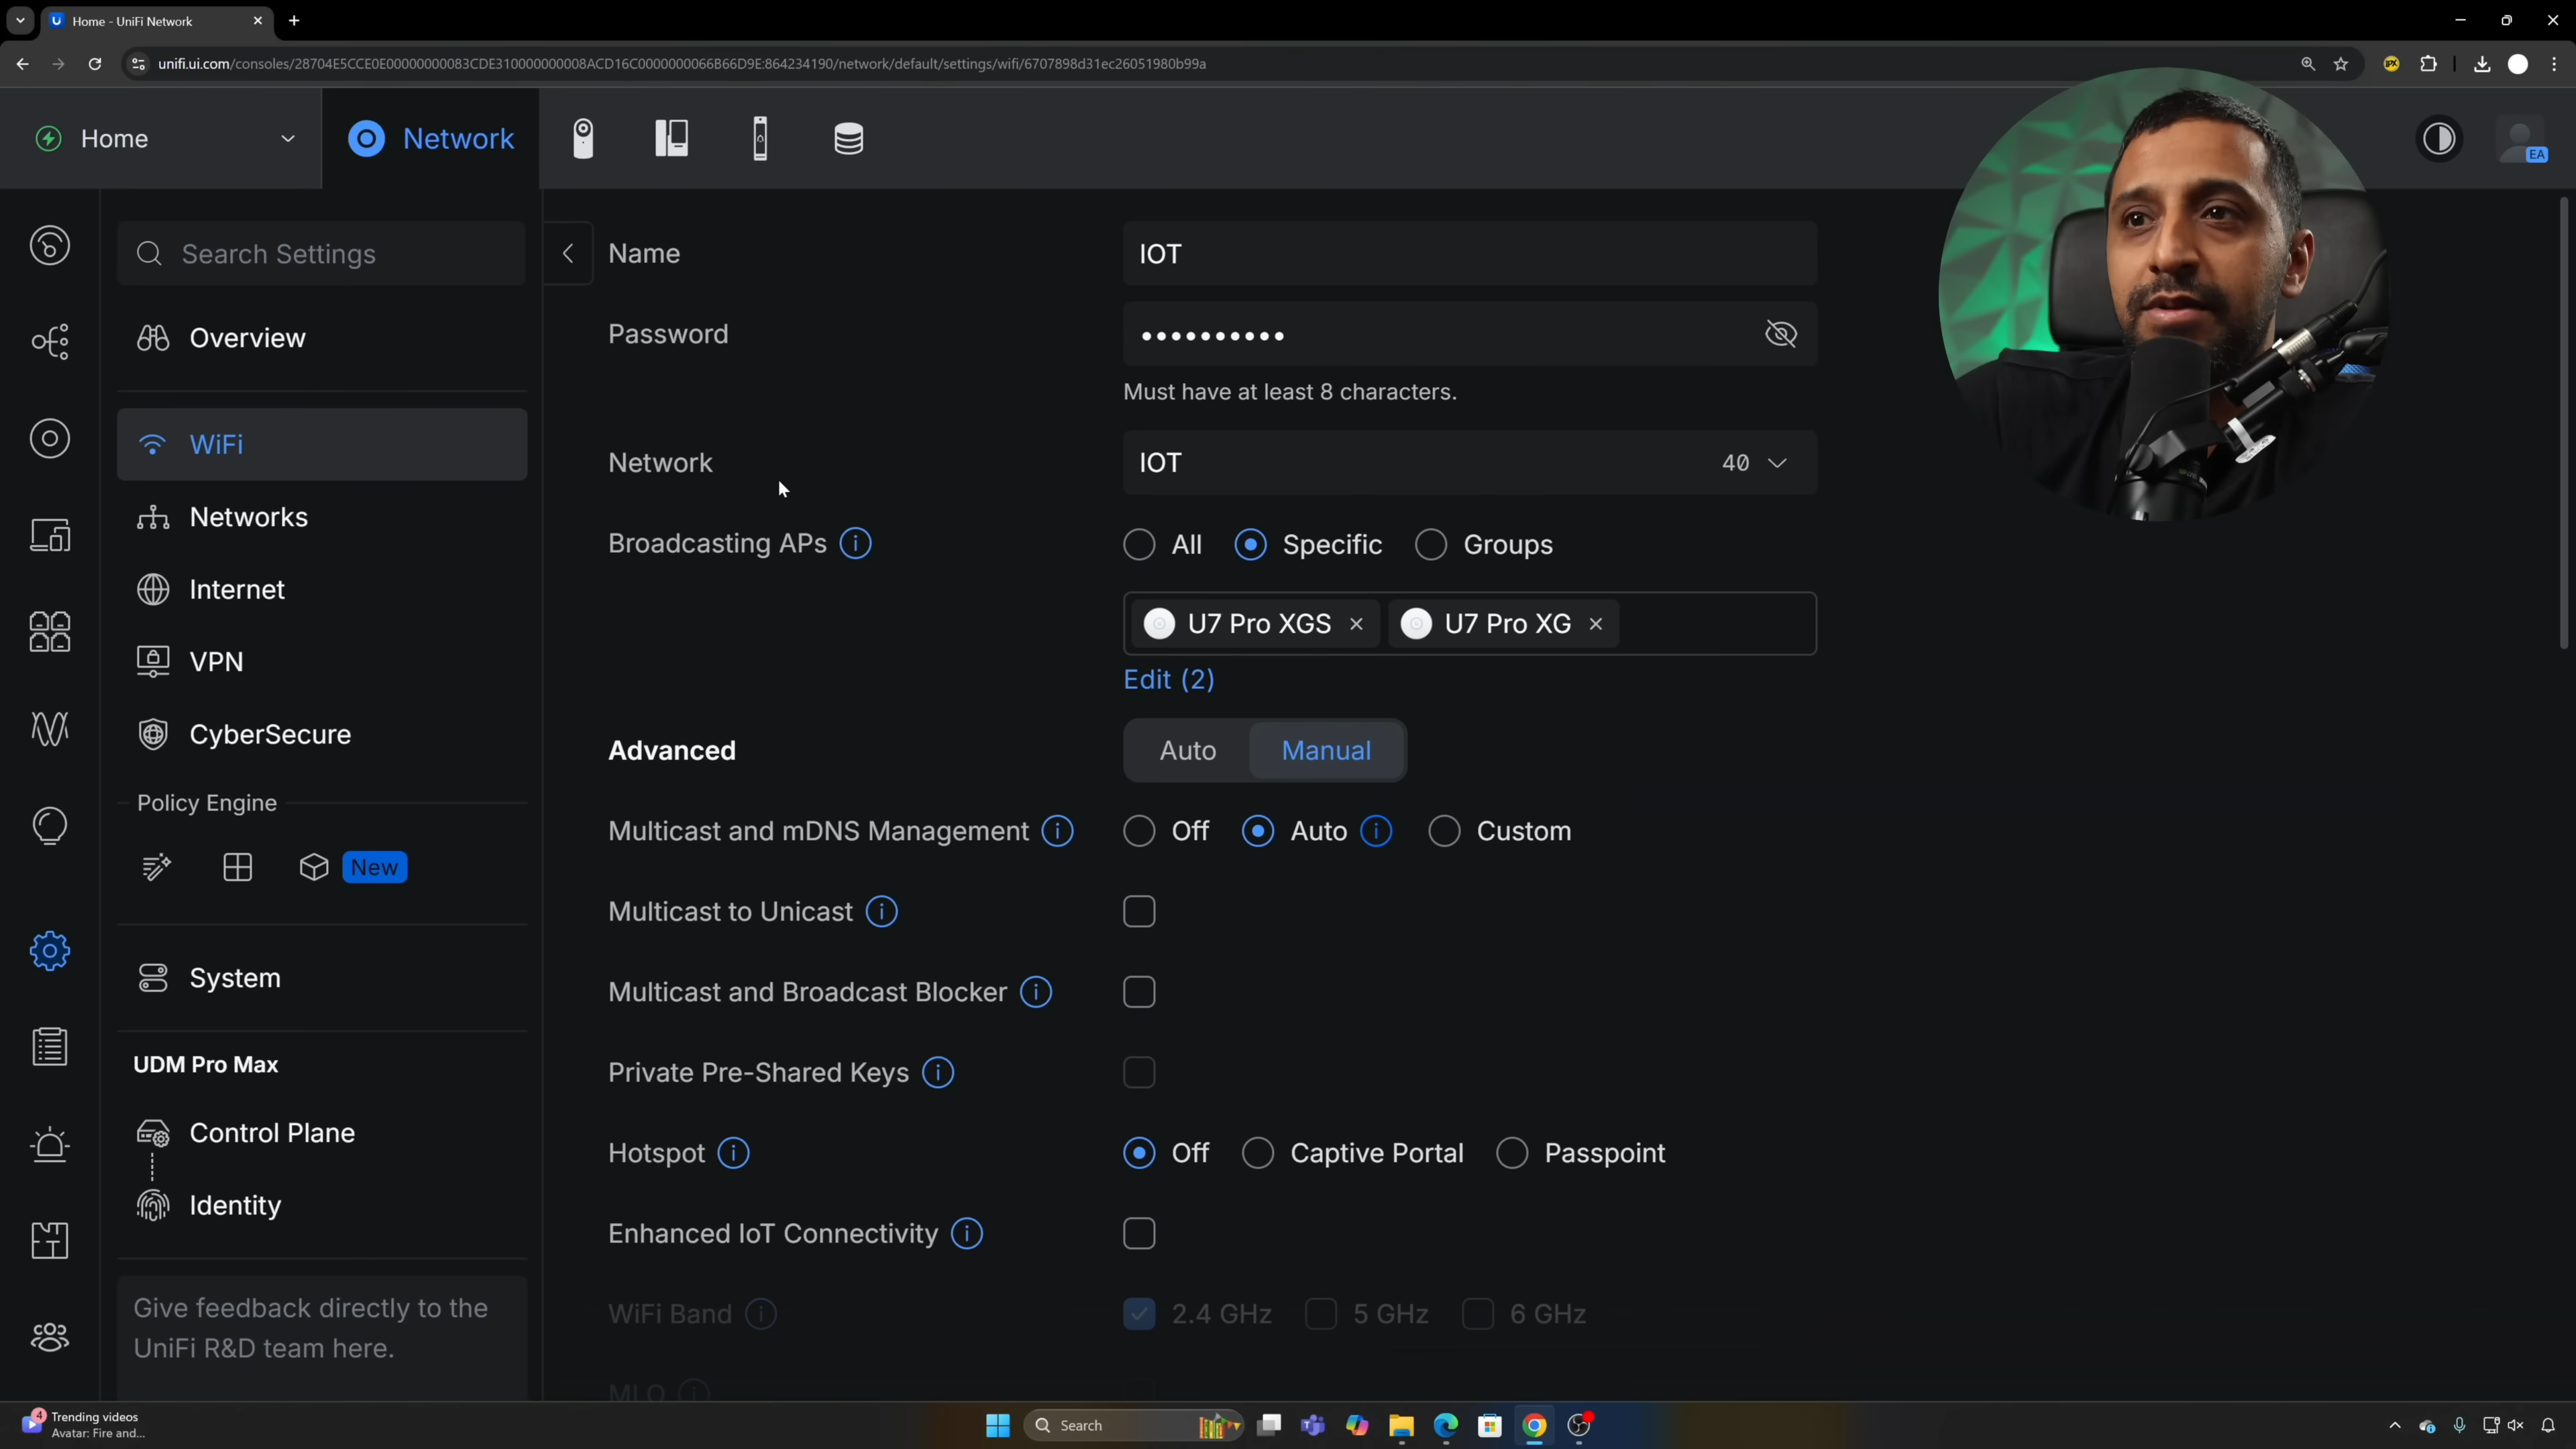 Home - UniFi Network
unifi.ui.com/consoles/28704E5CCE0E00000000083CDE310000000008ACD16C0000000066B66D9E:864234190/network/default/settings/wifi/6707898d31ec26051980b99a
Home
Network
EA
Search Settings
Overview
WiFi
Networks
Internet
VPN
CyberSecure
Policy Engine
New
System
UDM Pro Max
Control Plane
Identity
Give feedback directly to the
UniFi R&D team here.
Name IOT
Password ••••••••••
Must have at least 8 characters.
Network IOT 40
Broadcasting APs All Specific Groups
U7 Pro XGS U7 Pro XG
Edit (2)
Advanced Auto Manual
Multicast and mDNS Management Off Auto Custom
Multicast to Unicast
Multicast and Broadcast Blocker
Private Pre-Shared Keys
Hotspot Off Captive Portal Passpoint
Enhanced IoT Connectivity
WiFi Band 2.4 GHz 5 GHz 6 GHz
MLO
4
Trending videos
Avatar: Fire and...
Search